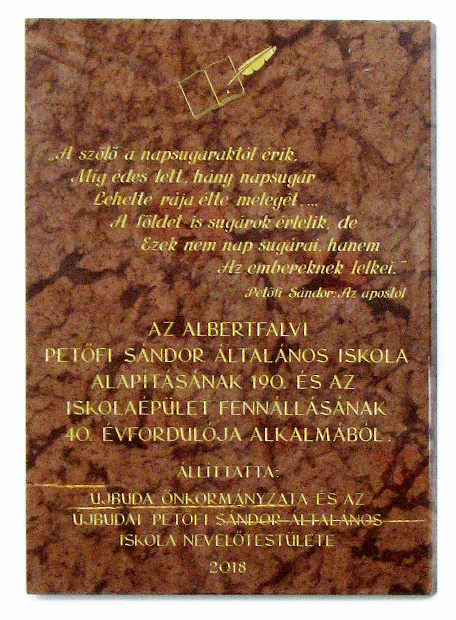 „A szőlő a napsugaraktól érik,
Míg édes lett, hány napsugár
Lehelte rája élte melegét, ...
A földet is sugárok érlelik, de
Ezek nem nap sugárai, hanem
Az embereknek lelkei."
Petőfi Sándor: Az apostol
AZ ALBERTFALVI
PETŐFI SÁNDOR ÁLTALÁNOS ISKOLA
ALAPÍTÁSÁNAK 190. ÉS AZ
ISKOLAÉPÜLET FENNÁLLÁSÁNAK
40. ÉVFORDULÓJA ALKALMÁBÓL.
ÁLLÍTTATTA:
ÚJBUDA ÖNKORMÁNYZATA ÉS AZ
ÚJBUDAI PETŐFI SÁNDOR ÁLTALÁNOS
ISKOLA NEVELŐTESTÜLETE
2018